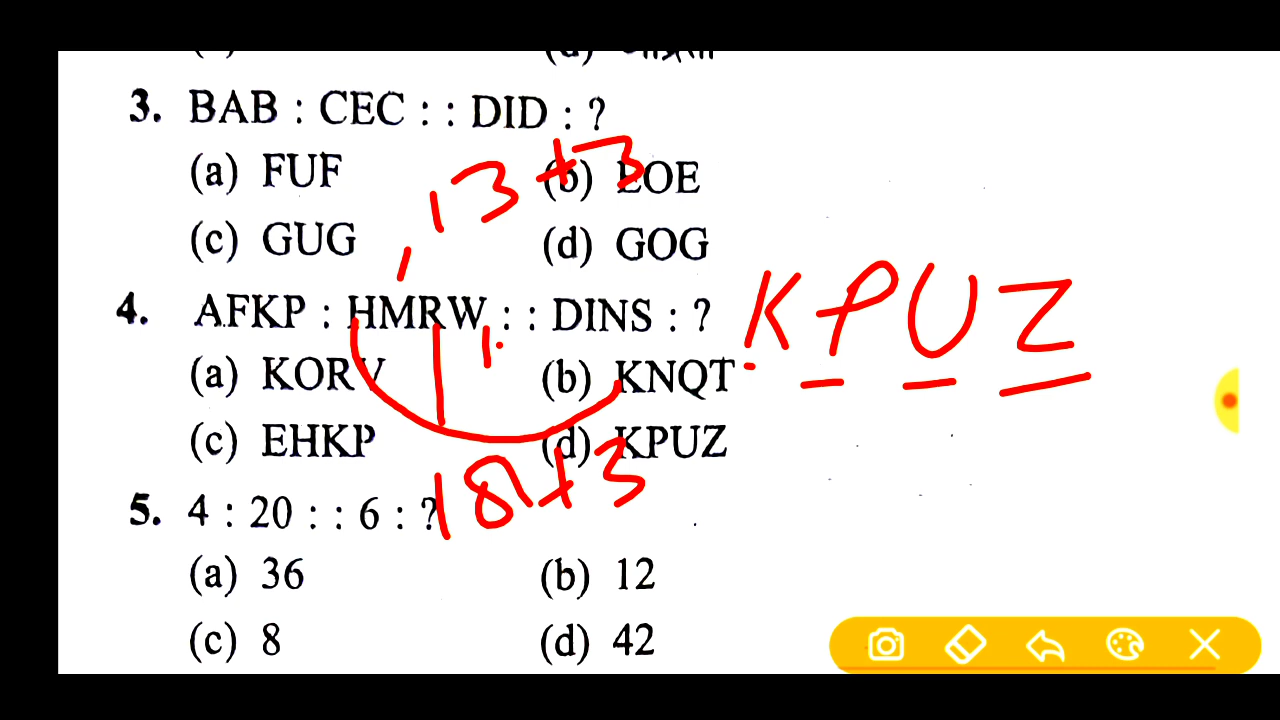 3. BAB : CEC : : DID : ?
(a) FUF (b) EOE
13+3
(c) GUG (d) GOG
4. AFKP : HMRW : : DINS : ? KPUZ
(a) KORV (b) KNQT
(c) EHKP (d) KPUZ
18+3
5. 4 : 20 : : 6 : ?
(a) 36 (b) 12
(c) 8 (d) 42